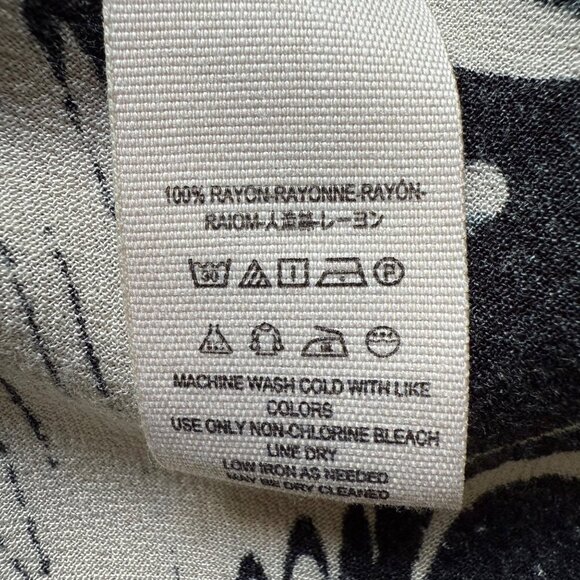 100% RAYON-RAYONNE-RAYÓN-
RAIOM-人造絲-レーヨン
30
P
MACHINE WASH COLD WITH LIKE
COLORS
USE ONLY NON-CHLORINE BLEACH
LINE DRY
LOW IRON AS NEEDED
MAY BE DRY CLEANED